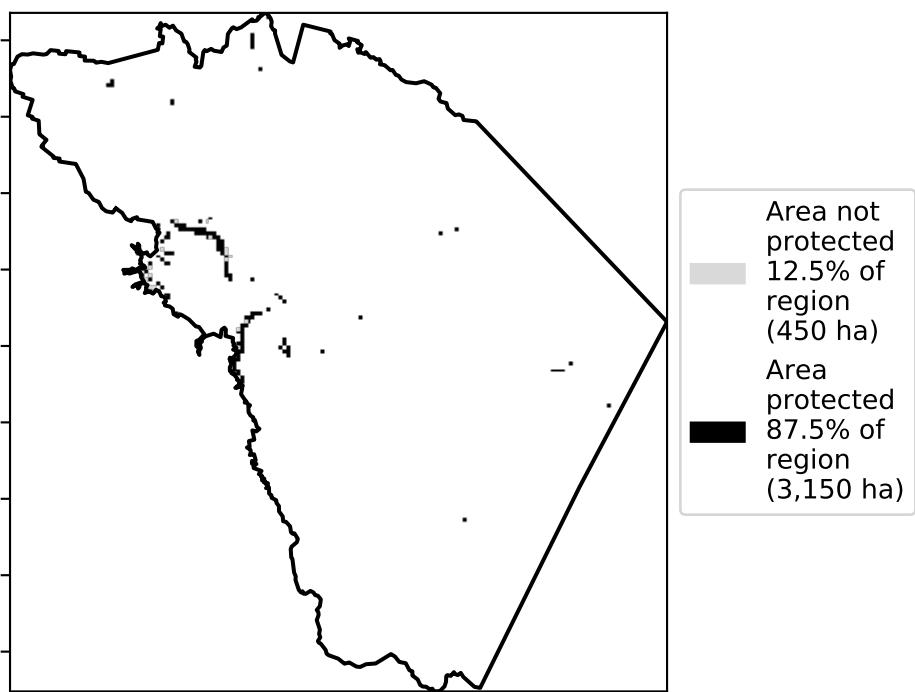 Area not
protected
12.5% of
region
(450 ha)
Area
protected
87.5% of
region
(3,150 ha)